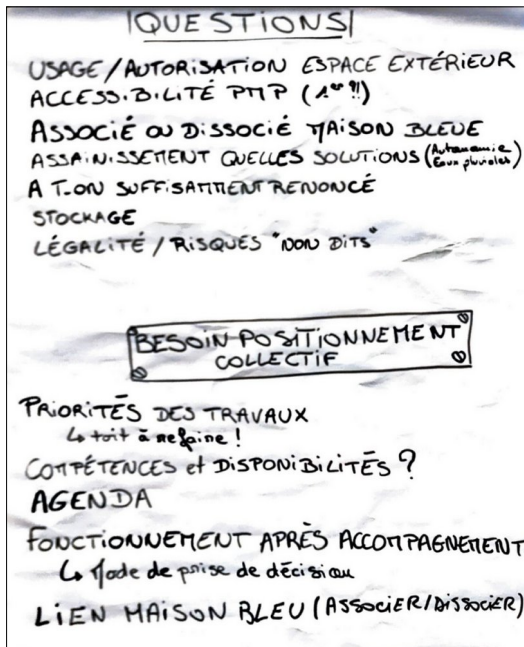 QUESTIONS
USAGE/AUTORISATION ESPACE EXTÉRIEUR
ACCESSIBILITÉ PMP (1er !!)
ASSOCIÉ OU DISSOCIÉ MAISON BLEUE
ASSAINISSEMENT QUELLES SOLUTIONS (Autonomie
Eaux pluviales)
A T-ON SUFFISAMMENT RENONCÉ
STOCKAGE
LÉGALITÉ / RISQUES "NON DITS"
BESOIN POSITIONNEMENT
COLLECTIF
PRIORITÉS DES TRAVAUX
↳ toit à refaire !
COMPÉTENCES et DISPONIBILITÉS ?
AGENDA
FONCTIONNEMENT APRÈS ACCOMPAGNEMENT
↳ Mode de prise de décision
LIEN MAISON BLEU (ASSOCIER/DISSOCIER)